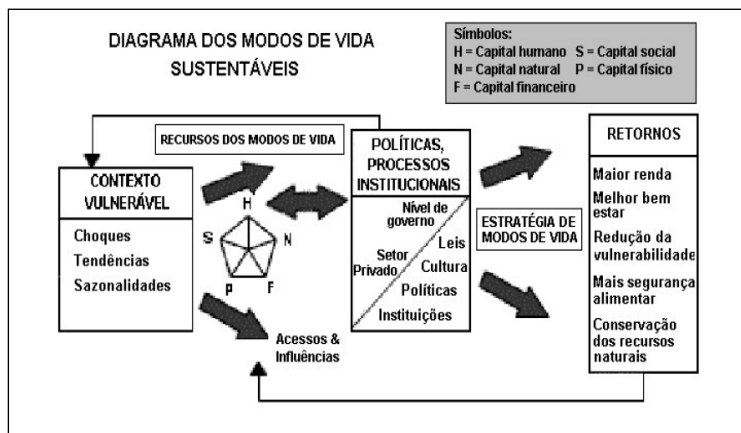 DIAGRAMA DOS MODOS DE VIDA
SUSTENTÁVEIS
Símbolos:
H = Capital humano S = Capital social
N = Capital natural P = Capital físico
F = Capital financeiro
RECURSOS DOS MODOS DE VIDA
CONTEXTO
VULNERÁVEL
Choques
Tendências
Sazonalidades
H
S
N
P
F
Acessos &
Influências
POLÍTICAS,
PROCESSOS
INSTITUCIONAIS
Nível de
governo
Leis
Setor
Privado
Cultura
Políticas
Instituições
ESTRATÉGIA DE
MODOS DE VIDA
RETORNOS
Maior renda
Melhor bem
estar
Redução da
vulnerabilidade
Mais segurança
alimentar
Conservação
dos recursos
naturais